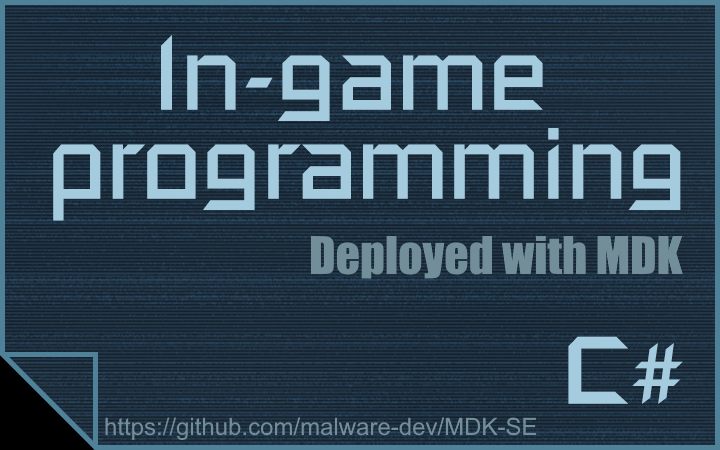 In-game
programming
Deployed with MDK
C#
https://github.com/malware-dev/MDK-SE